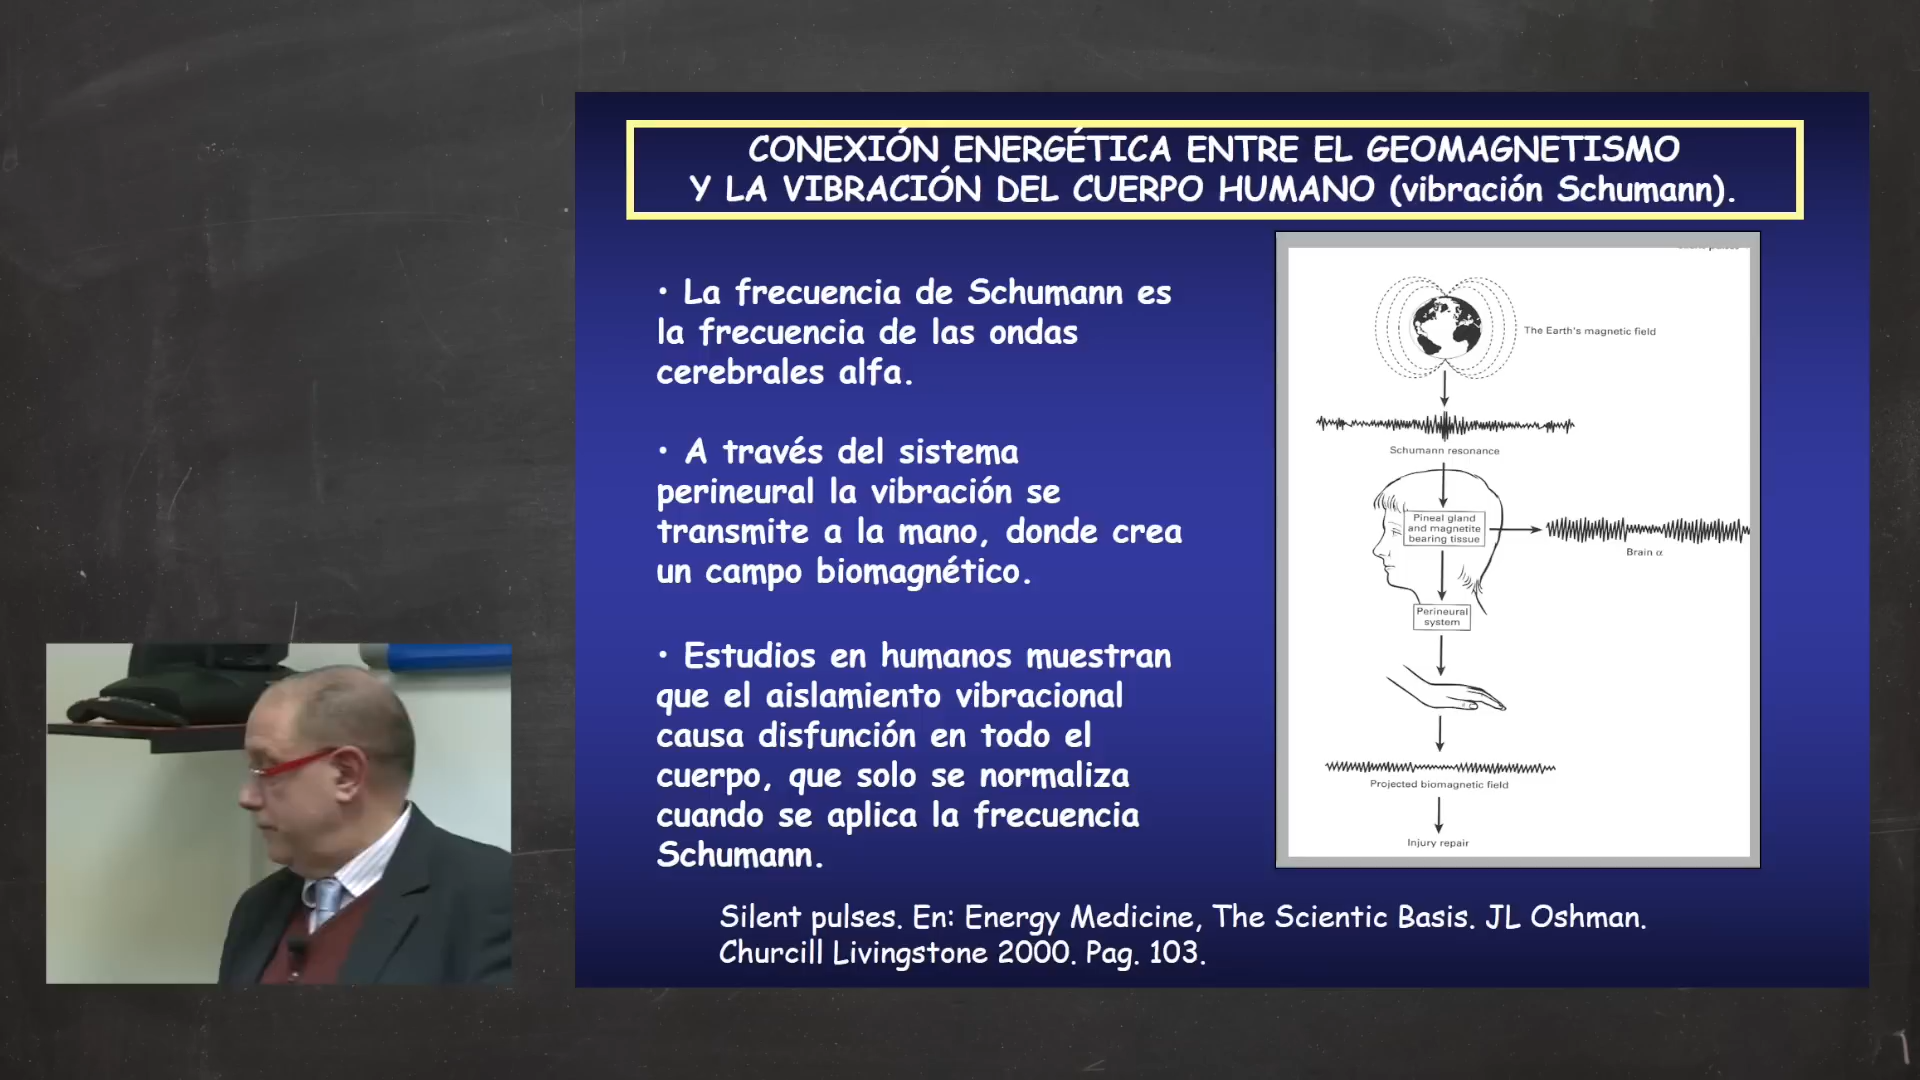 CONEXIÓN ENERGÉTICA ENTRE EL GEOMAGNETISMO
Y LA VIBRACIÓN DEL CUERPO HUMANO (vibración Schumann).
• La frecuencia de Schumann es
la frecuencia de las ondas
cerebrales alfa.
• A través del sistema
perineural la vibración se
transmite a la mano, donde crea
un campo biomagnético.
• Estudios en humanos muestran
que el aislamiento vibracional
causa disfunción en todo el
cuerpo, que solo se normaliza
cuando se aplica la frecuencia
Schumann.
The Earth's magnetic field
Schumann resonance
Pineal gland
and magnetite
bearing tissue
Brain α
Perineural
system
Projected biomagnetic field
Injury repair
Silent pulses. En: Energy Medicine, The Scientic Basis. JL Oshman.
Churcill Livingstone 2000. Pag. 103.